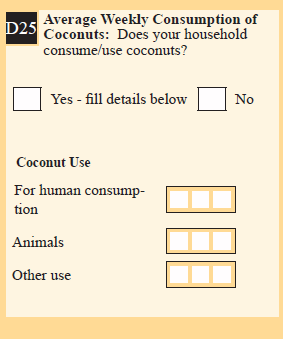 D25 Average Weekly Consumption of
Coconuts: Does your household
consume/use coconuts?
Yes - fill details below No
Coconut Use
For human consump-
tion
Animals
Other use